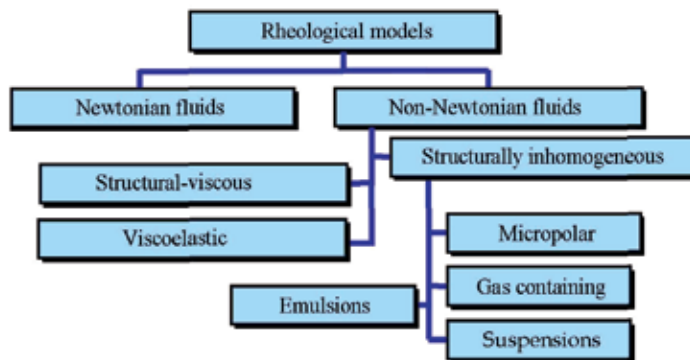 Rheological models
Newtonian fluids
Non-Newtonian fluids
Structurally inhomogeneous
Structural-viscous
Viscoelastic
Micropolar
Gas containing
Emulsions
Suspensions